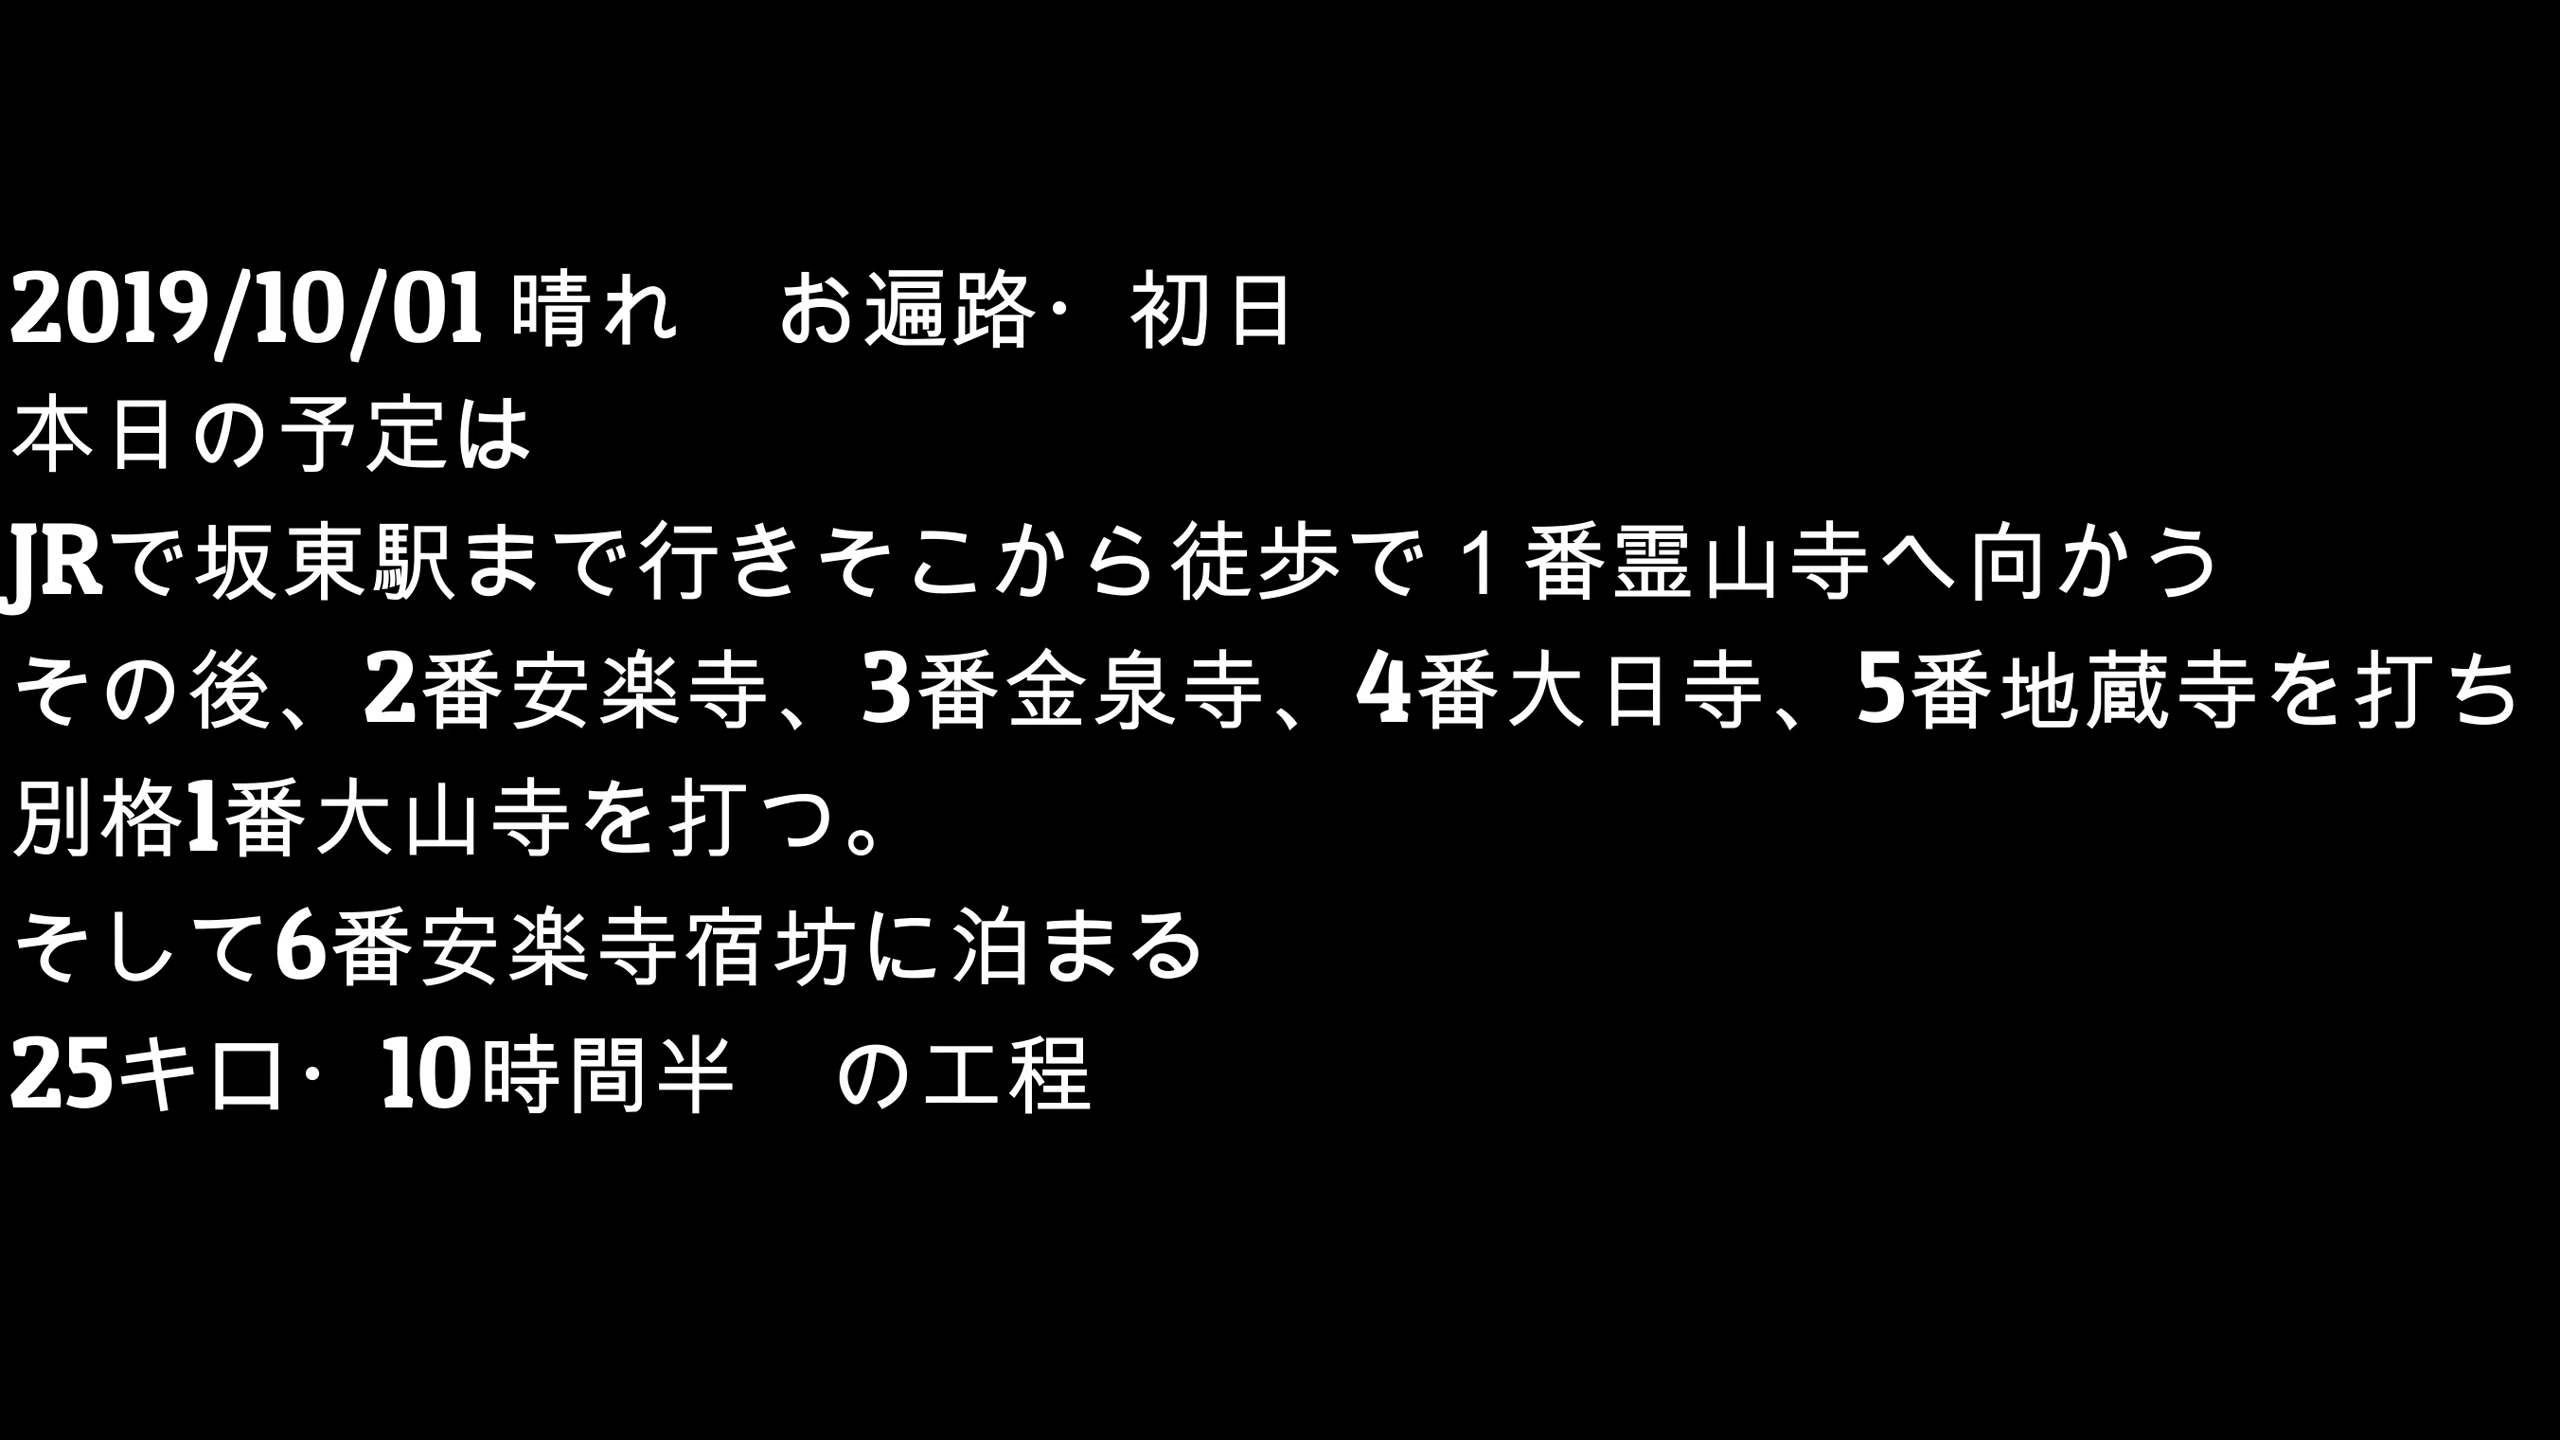 2019/10/01 晴れ　お遍路・初日
本日の予定は
JRで坂東駅まで行きそこから徒歩で１番霊山寺へ向かう
その後、2番安楽寺、3番金泉寺、4番大日寺、5番地蔵寺を打ち
別格1番大山寺を打つ。
そして6番安楽寺宿坊に泊まる
25キロ・10時間半　の工程